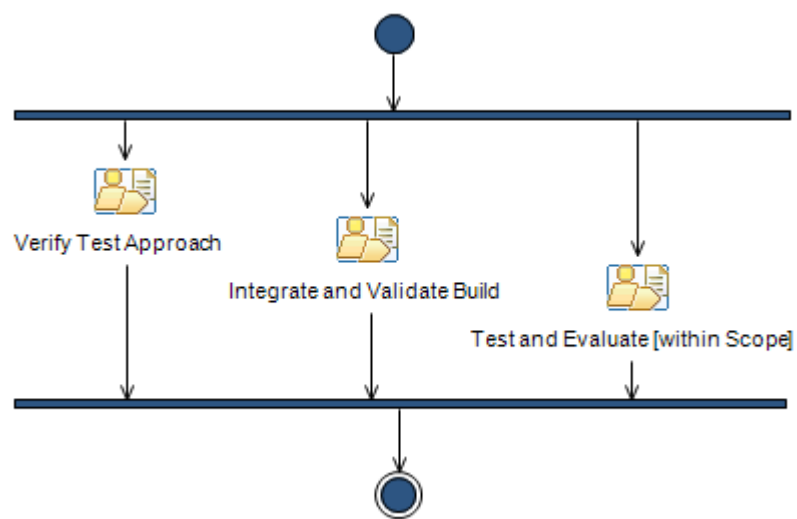 Verify Test Approach
Integrate and Validate Build
Test and Evaluate [within Scope]